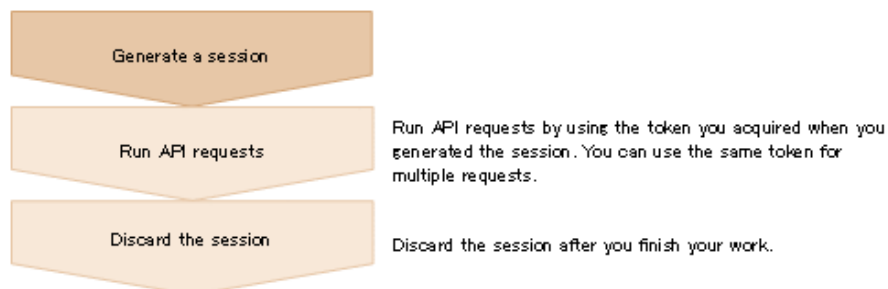 Generate a session
Run API requests
Run API requests by using the token you acquired when you
generated the session. You can use the same token for
multiple requests.
Discard the session
Discard the session after you finish your work.